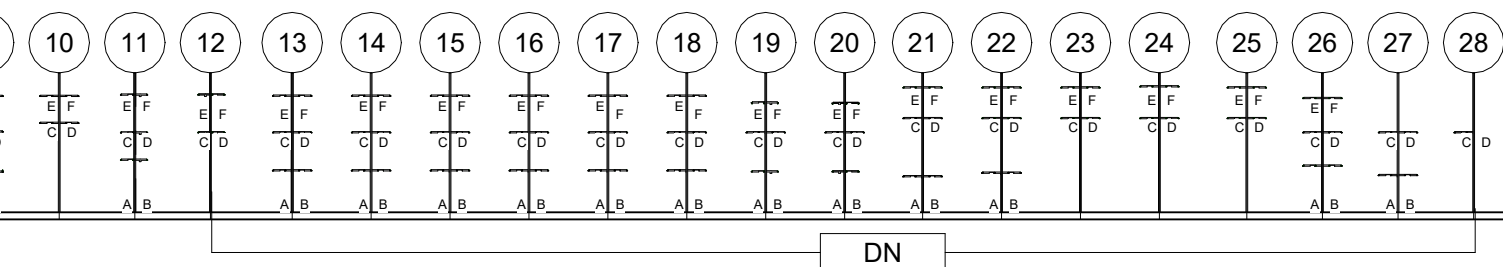 10 11 12 13 14 15 16 17 18 19 20 21 22 23 24 25 26 27 28
E F E F E F E F E F E F E F E F E F E F E F E F E F E F E F E F E F
C D C D C D C D C D C D C D C D C D C D C D C D C D C D C D C D C D C D C D
A B A B A B A B A B A B A B A B A B A B A B A B A B
DN